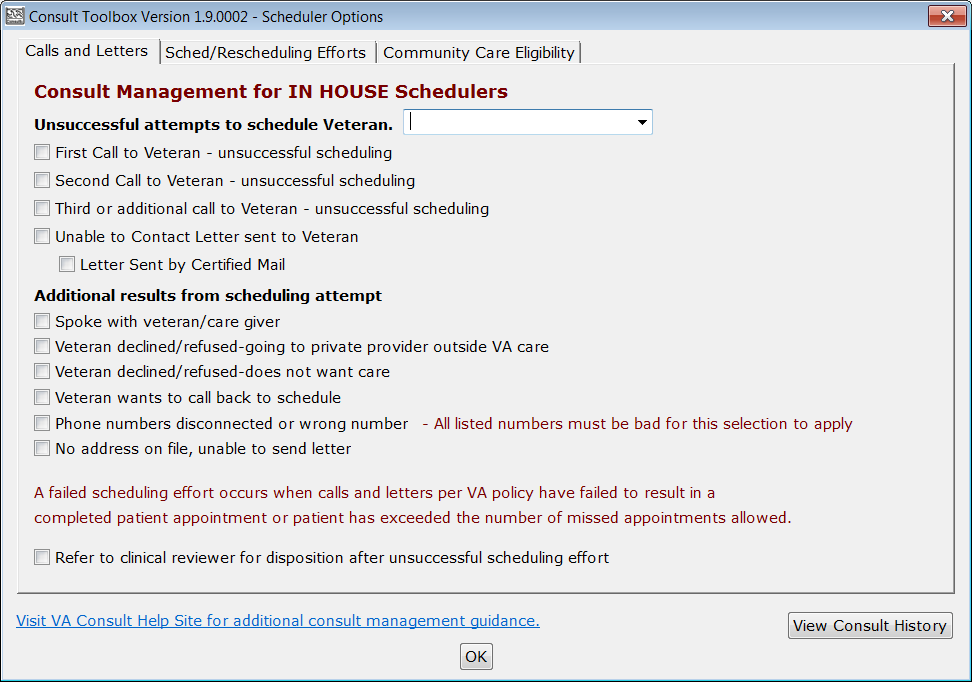 Consult Toolbox Version 1.9.0002 - Scheduler Options
Calls and Letters
Sched/Rescheduling Efforts
Community Care Eligibility
Consult Management for IN HOUSE Schedulers
Unsuccessful attempts to schedule Veteran.
First Call to Veteran - unsuccessful scheduling
Second Call to Veteran - unsuccessful scheduling
Third or additional call to Veteran - unsuccessful scheduling
Unable to Contact Letter sent to Veteran
Letter Sent by Certified Mail
Additional results from scheduling attempt
Spoke with veteran/care giver
Veteran declined/refused-going to private provider outside VA care
Veteran declined/refused-does not want care
Veteran wants to call back to schedule
Phone numbers disconnected or wrong number - All listed numbers must be bad for this selection to apply
No address on file, unable to send letter
A failed scheduling effort occurs when calls and letters per VA policy have failed to result in a
completed patient appointment or patient has exceeded the number of missed appointments allowed.
Refer to clinical reviewer for disposition after unsuccessful scheduling effort
Visit VA Consult Help Site for additional consult management guidance.
View Consult History
OK